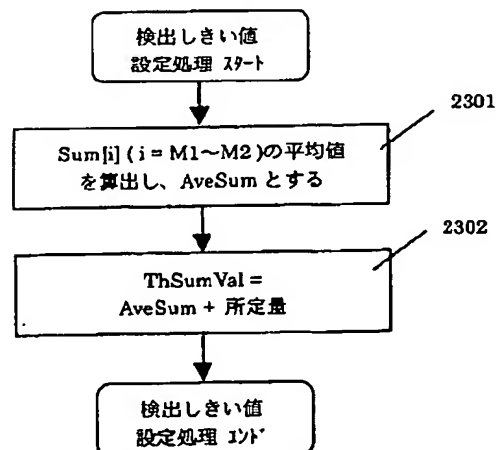 検出しきい値
設定処理 ｽﾀｰﾄ
2301
Sum[i] ( i = M1～M2 )の平均値
を算出し、AveSum とする
2302
ThSumVal =
AveSum + 所定量
検出しきい値
設定処理 ｴﾝﾄﾞ